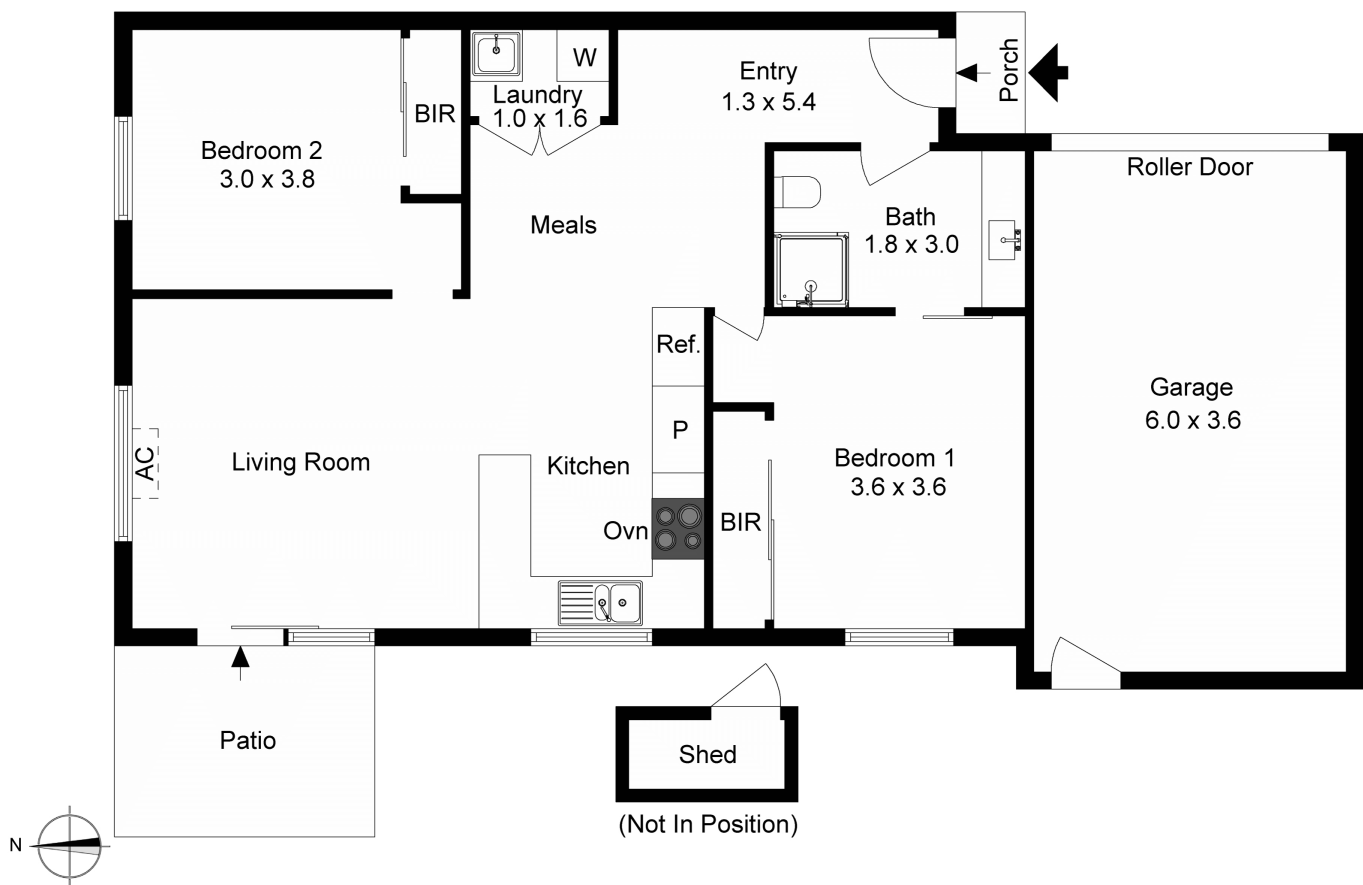 W
Laundry
1.0 x 1.6
BIR
Entry
1.3 x 5.4
Porch
Bedroom 2
3.0 x 3.8
Roller Door
Meals
Bath
1.8 x 3.0
Ref.
P
Garage
6.0 x 3.6
AC
Living Room
Kitchen
Bedroom 1
3.6 x 3.6
Ovn
BIR
Patio
Shed
(Not In Position)
N